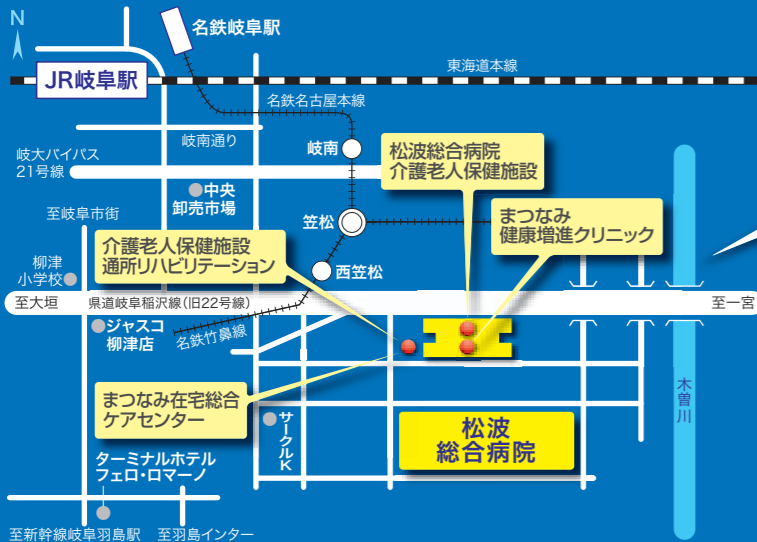 N
名鉄岐阜駅
JR岐阜駅
東海道本線
名鉄名古屋本線
岐南通り
岐南
岐大バイパス
21号線
松波総合病院
介護老人保健施設
中央
卸売市場
至岐阜市街
笠松
まつなみ
健康増進クリニック
介護老人保健施設
通所リハビリテーション
柳津
小学校
西笠松
至大垣
県道岐阜稲沢線(旧22号線)
至一宮
ジャスコ
柳津店
名鉄竹鼻線
まつなみ在宅総合
ケアセンター
サークルK
松波
総合病院
木曽川
ターミナルホテル
フェロ・ロマーノ
至新幹線岐阜羽島駅
至羽島インター